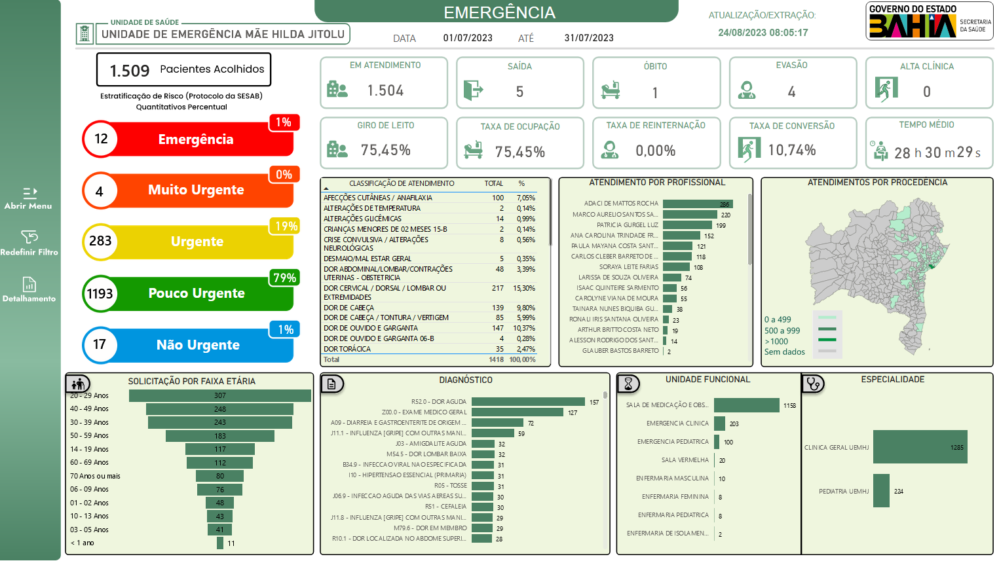 EMERGÊNCIA
UNIDADE DE SAÚDE
UNIDADE DE EMERGÊNCIA MÃE HILDA JITOLU
DATA 01/07/2023 ATÉ 31/07/2023
ATUALIZAÇÃO/EXTRAÇÃO:
24/08/2023 08:05:17
GOVERNO DO ESTADO
BAHIA
SECRETARIA
DA SAÚDE
Abrir Menu
Redefinir Filtro
Detalhamento
1.509 Pacientes Acolhidos
Estratificação de Risco (Protocolo da SESAB)
Quantitativos Percentual
1%
12 Emergência
0%
4 Muito Urgente
19%
283 Urgente
79%
1193 Pouco Urgente
1%
17 Não Urgente
EM ATENDIMENTO
1.504
SAÍDA
5
ÓBITO
1
EVASÃO
4
ALTA CLÍNICA
0
GIRO DE LEITO
75,45%
TAXA DE OCUPAÇÃO
75,45%
TAXA DE REINTERNAÇÃO
0,00%
TAXA DE CONVERSÃO
10,74%
TEMPO MÉDIO
28 h 30 m 29 s
CLASSIFICAÇÃO DE ATENDIMENTO TOTAL %
AFECÇÕES CUTÂNEAS / ANAFILAXIA 100 7,05%
ALTERAÇÕES DE TEMPERATURA 2 0,14%
ALTERAÇÕES GLICÊMICAS 14 0,99%
CRIANÇAS MENORES DE 02 MESES 15-B 2 0,14%
CRISE CONVULSIVA / ALTERAÇÕES 8 0,56%
NEUROLÓGICAS
DESMAIO/MAL ESTAR GERAL 5 0,35%
DOR ABDOMINAL/LOMBAR/CONTRAÇÕES 48 3,39%
UTERINAS - OBSTETRICIA
DOR CERVICAL / DORSAL / LOMBAR OU 217 15,30%
EXTREMIDADES
DOR DE CABEÇA 139 9,80%
DOR DE CABEÇA / TONTURA / VERTIGEM 85 5,99%
DOR DE OUVIDO E GARGANTA 147 10,37%
DOR DE OUVIDO E GARGANTA 06-B 4 0,28%
DOR TORÁCICA 35 2,47%
Total 1418 100,00%
ATENDIMENTO POR PROFISSIONAL
ADACI DE MATTOS ROCHA 286
MARCO AURELIO SANTOS SA... 220
PATRICIA GURGEL LUZ 199
ANA CAROLINA TRINDADE FR... 152
PAULA MAYANA COSTA SANT... 121
CARLOS CLEBER BARRETO DE ... 118
SORAYA LEITE FARIAS 108
LARISSA DE SOUZA OLIVEIRA 74
ISAAC QUINTEIRE SARMENTO 56
CAROLYNE VIANA DE MOURA 55
TAINARA NUNES BIQUIBA GU... 38
RONALI IRIS SANTANA OLIVEIRA 23
ARTHUR BRITTO COSTA NETO 19
ALESSON RODRIGO DOS SANT... 14
GLAUBER BASTOS BARRETO 2
ATENDIMENTOS POR PROCEDÊNCIA
0 a 499
500 a 999
>1000
Sem dados
SOLICITAÇÃO POR FAIXA ETÁRIA
20 - 29 Anos 307
40 - 49 Anos 248
30 - 39 Anos 243
50 - 59 Anos 183
14 - 19 Anos 117
60 - 69 Anos 112
70 Anos ou mais 80
06 - 09 Anos 76
01 - 02 Anos 48
10 - 13 Anos 43
03 - 05 Anos 41
< 1 ano 11
DIAGNÓSTICO
R52.0 - DOR AGUDA 157
Z00.0 - EXAME MEDICO GERAL 127
A09 - DIARREIA E GASTROENTERITE DE ORIGEM ... 72
J11.1 - INFLUENZA [GRIPE] COM OUTRAS MANI... 59
J03 - AMIGDALITE AGUDA 32
M54.5 - DOR LOMBAR BAIXA 32
B34.9 - INFECCAO VIRAL NAO ESPECIFICADA 31
I10 - HIPERTENSAO ESSENCIAL (PRIMARIA) 31
R05 - TOSSE 31
J06.9 - INFECCAO AGUDA DAS VIAS AEREAS SU... 30
R51 - CEFALEIA 30
J11.8 - INFLUENZA [GRIPE] COM OUTRAS MANI... 29
M79.6 - DOR EM MEMBRO 29
R10.1 - DOR LOCALIZADA NO ABDOME SUPERI... 28
UNIDADE FUNCIONAL
SALA DE MEDICAÇÃO E OBS... 1158
EMERGENCIA CLINICA 203
EMERGENCIA PEDIATRICA 100
SALA VERMELHA 20
ENFERMARIA MASCULINA 10
ENFERMARIA FEMININA 8
ENFERMARIA PEDIATRICA 8
ENFERMARIA DE ISOLAMEN... 2
ESPECIALIDADE
CLINICA GERAL UEMHJ 1285
PEDIATRIA UEMHJ 224